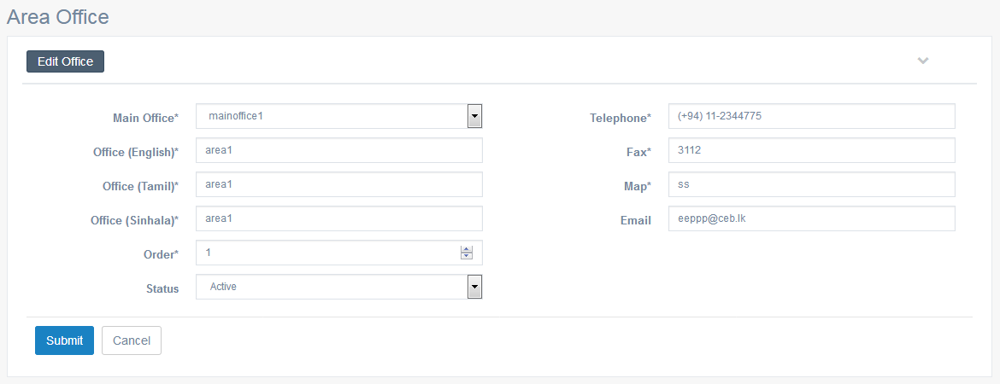 Area Office
Edit Office
Main Office* mainoffice1
Office (English)* area1
Office (Tamil)* area1
Office (Sinhala)* area1
Order* 1
Status Active
Telephone* (+94) 11-2344775
Fax* 3112
Map* ss
Email eeppp@ceb.lk
Submit Cancel